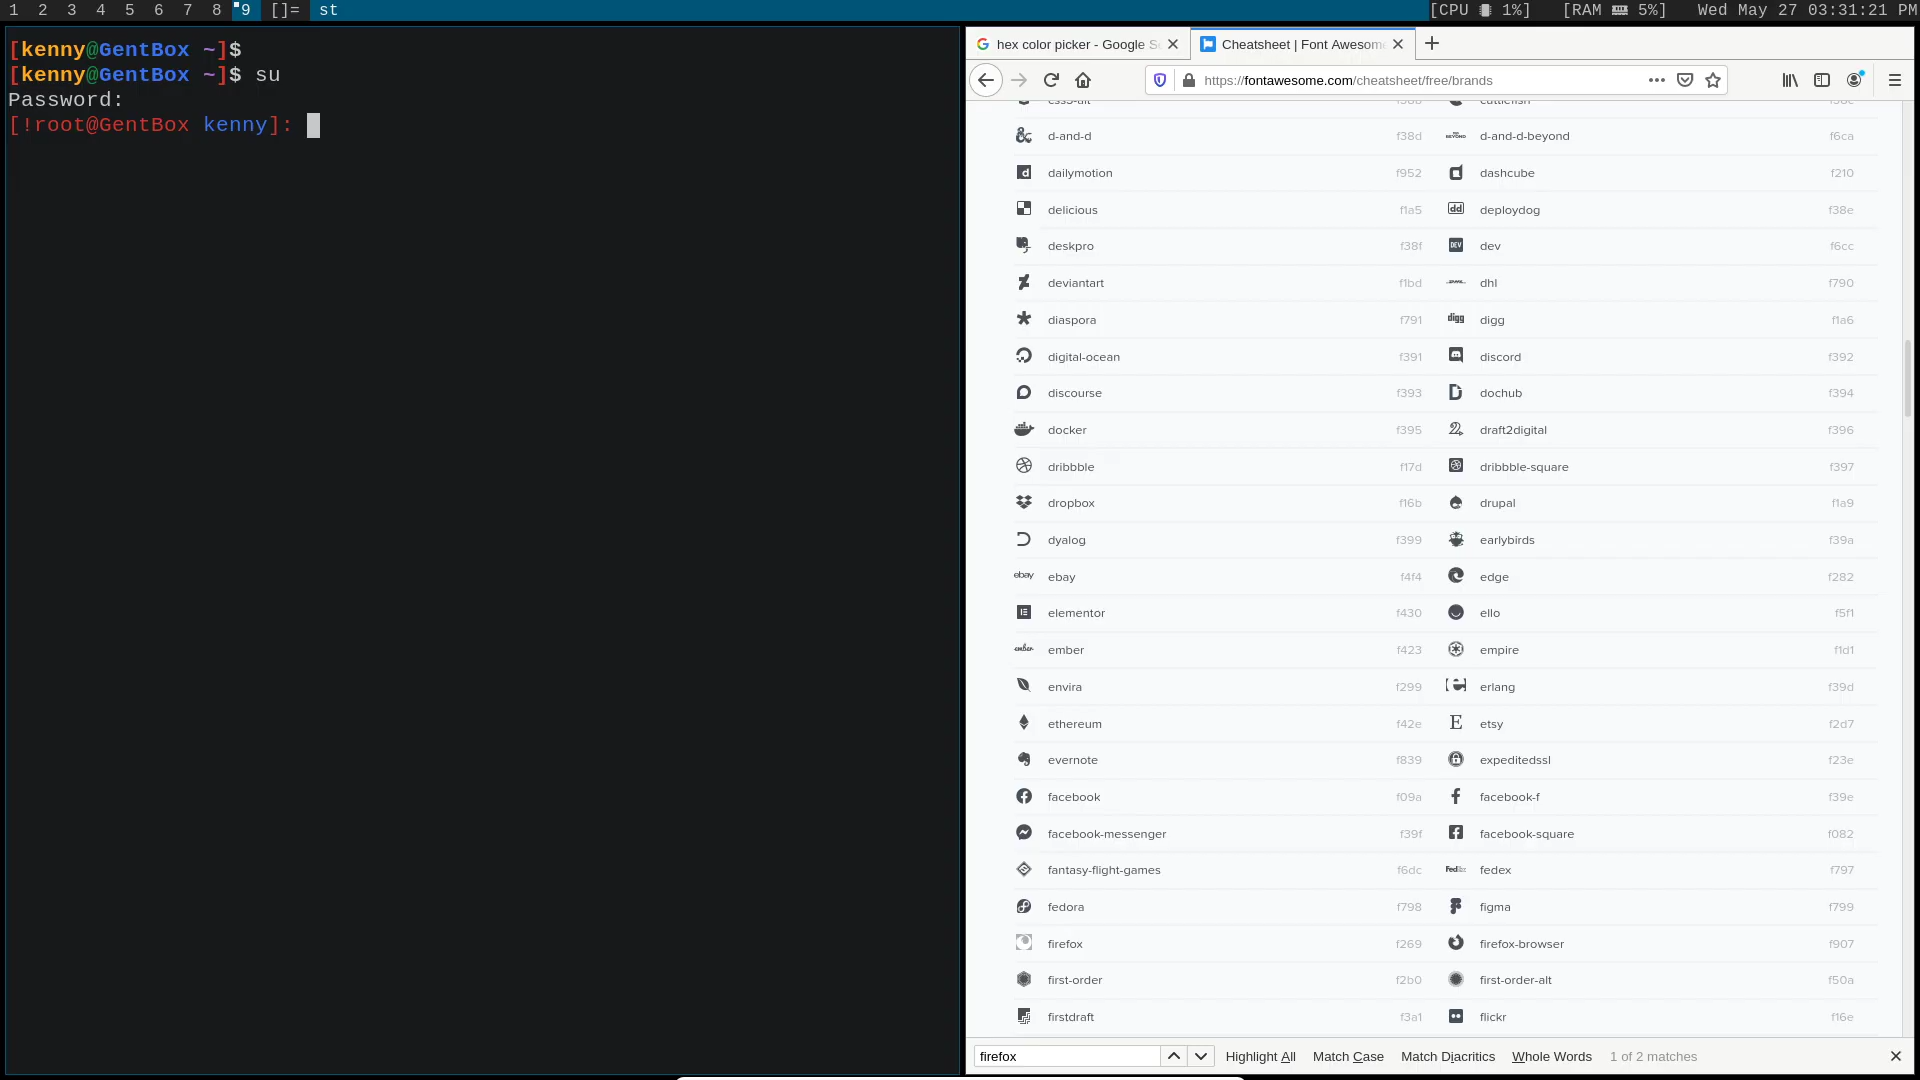 1 2 3 4 5 6 7 8 9 []= st [CPU 1%] [RAM 5%] Wed May 27 03:31:21 PM
[kenny@GentBox ~]$
[kenny@GentBox ~]$ su
Password:
[!root@GentBox kenny]:
hex color picker - Google S
Cheatsheet | Font Awesom
https://fontawesome.com/cheatsheet/free/brands
css3-alt f38b cuttlefish f38c
d-and-d f38d d-and-d-beyond f6ca
dailymotion f952 dashcube f210
delicious f1a5 deploydog f38e
deskpro f38f dev f6cc
deviantart f1bd dhl f790
diaspora f791 digg f1a6
digital-ocean f391 discord f392
discourse f393 dochub f394
docker f395 draft2digital f396
dribbble f17d dribbble-square f397
dropbox f16b drupal f1a9
dyalog f399 earlybirds f39a
ebay ebay f4f4 edge f282
elementor f430 ello f5f1
ember ember f423 empire f1d1
envira f299 erlang f39d
ethereum f42e E etsy f2d7
evernote f839 expeditedssl f23e
facebook f09a facebook-f f39e
facebook-messenger f39f facebook-square f082
fantasy-flight-games f6dc FedEx fedex f797
fedora f798 figma f799
firefox f269 firefox-browser f907
first-order f2b0 first-order-alt f50a
firstdraft f3a1 flickr f16e
firefox Highlight All Match Case Match Diacritics Whole Words 1 of 2 matches